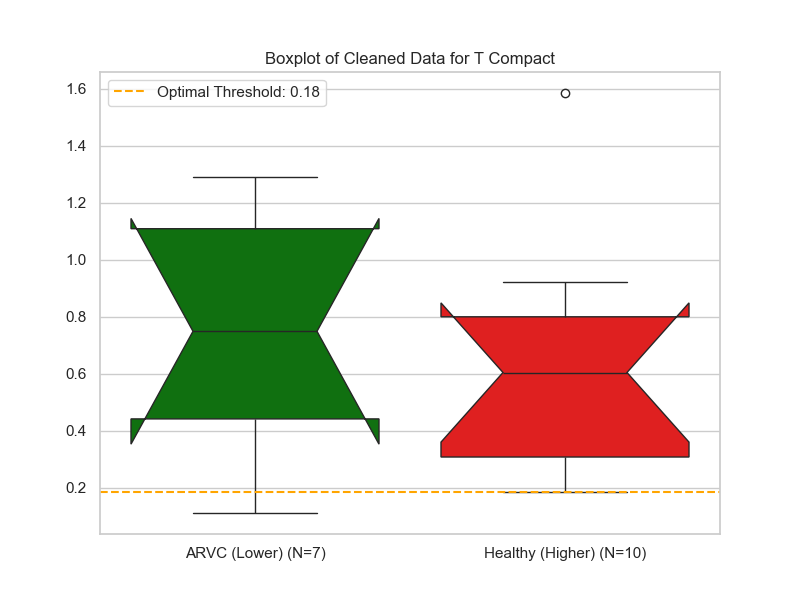 Boxplot of Cleaned Data for T Compact
Optimal Threshold: 0.18
1.6
1.4
1.2
1.0
0.8
0.6
0.4
0.2
ARVC (Lower) (N=7)
Healthy (Higher) (N=10)